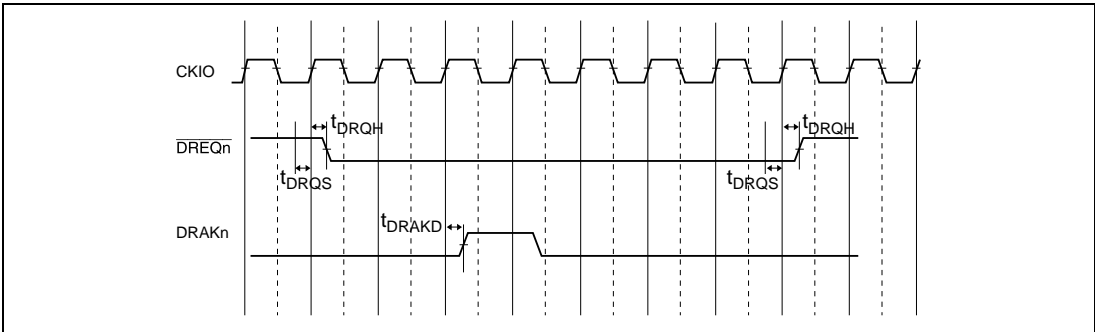 CKIO
DREQn
tDRQH
tDRQH
tDRQS
tDRQS
DRAKn
tDRAKD